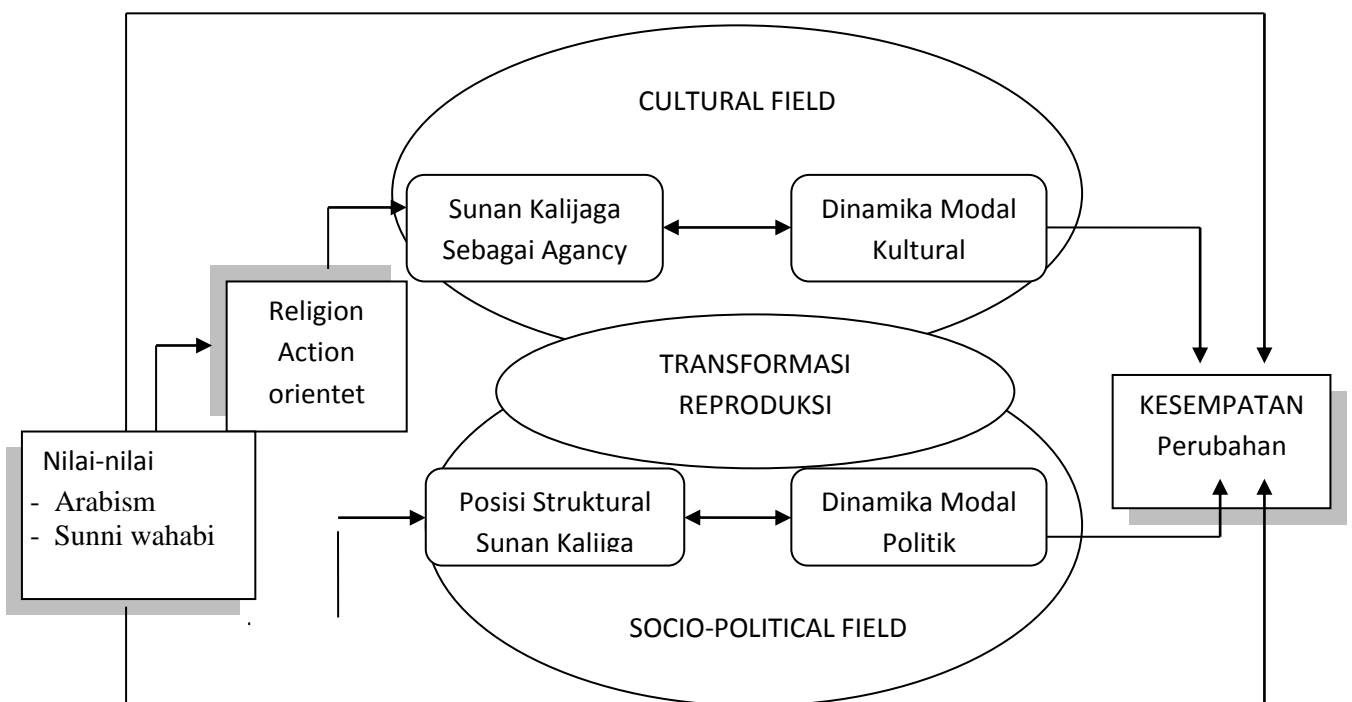 CULTURAL FIELD
Sunan Kalijaga
Sebagai Agancy
Dinamika Modal
Kultural
Religion
Action
orientet
TRANSFORMASI
REPRODUKSI
KESEMPATAN
Perubahan
Nilai-nilai
- Arabism
- Sunni wahabi
Posisi Struktural
Sunan Kalijga
Dinamika Modal
Politik
SOCIO-POLITICAL FIELD